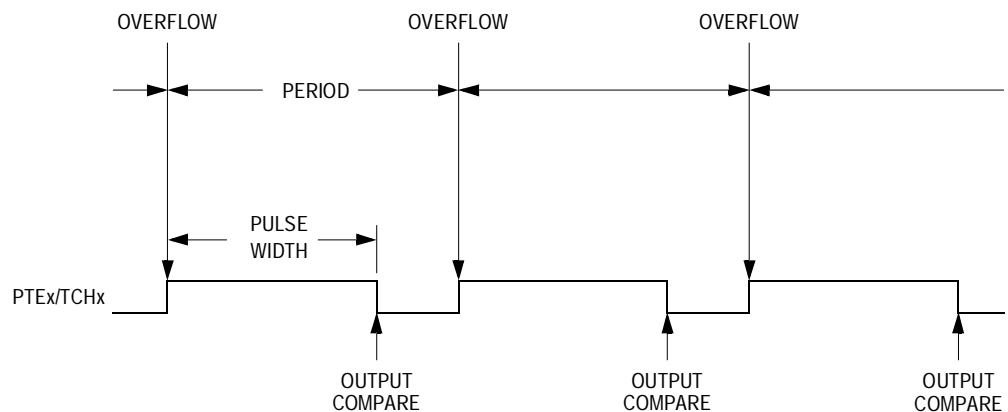 OVERFLOW
OVERFLOW
OVERFLOW
PERIOD
PULSE
WIDTH
PTEx/TCHx
OUTPUT
COMPARE
OUTPUT
COMPARE
OUTPUT
COMPARE